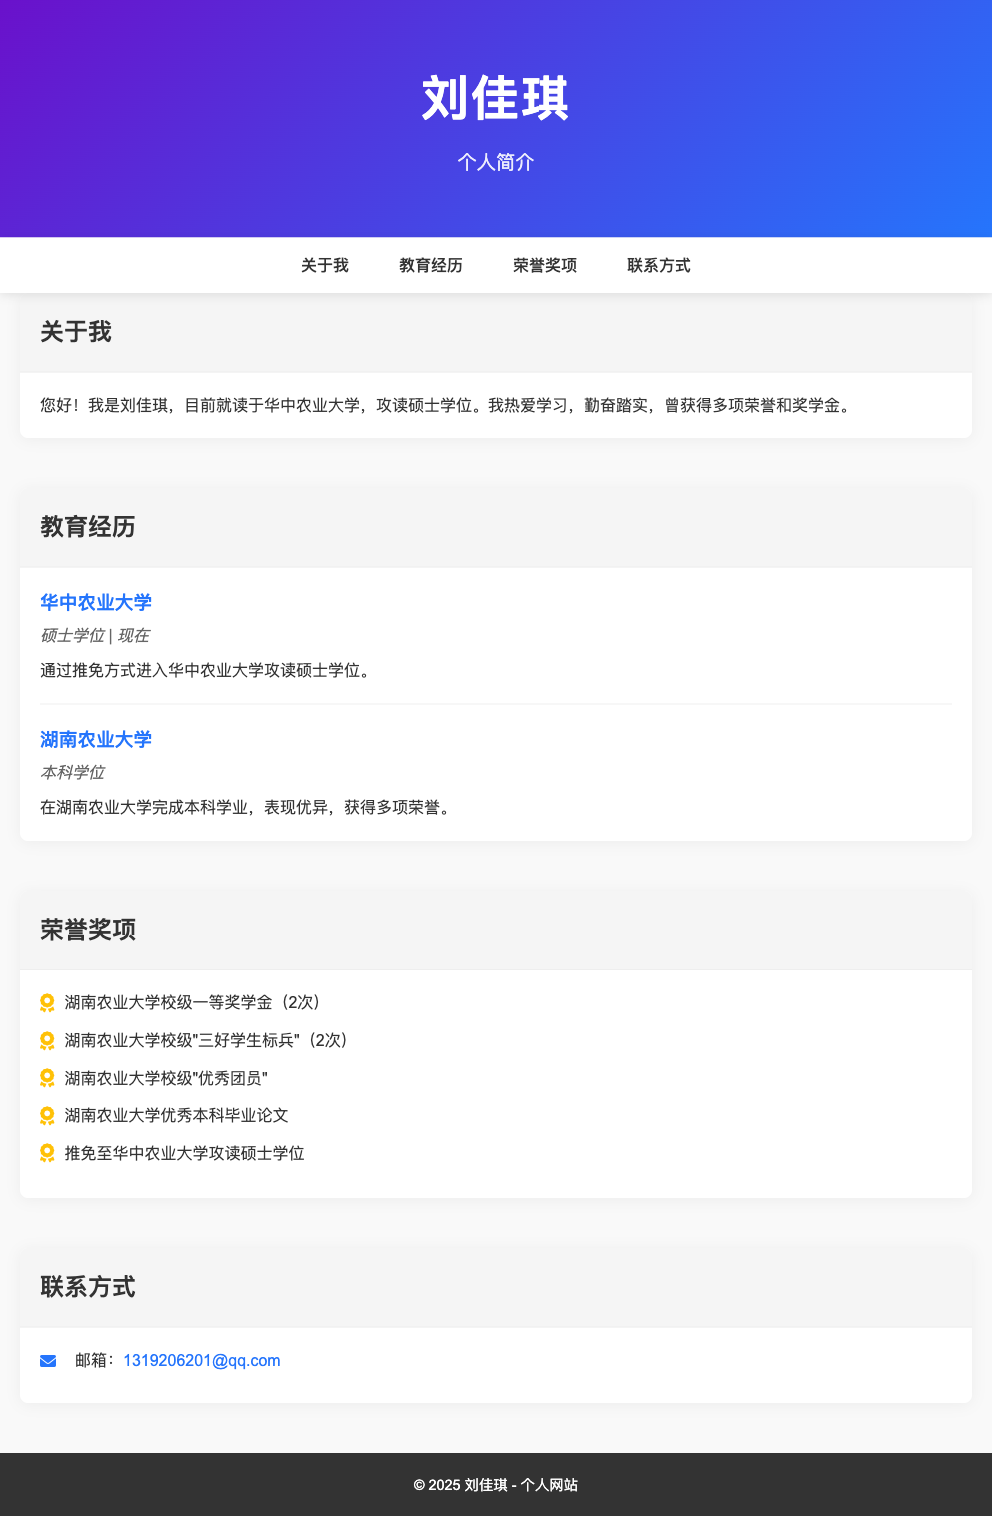 刘佳琪
个人简介
关于我 教育经历 荣誉奖项 联系方式
关于我
您好！我是刘佳琪，目前就读于华中农业大学，攻读硕士学位。我热爱学习，勤奋踏实，曾获得多项荣誉和奖学金。
教育经历
华中农业大学
硕士学位 | 现在
通过推免方式进入华中农业大学攻读硕士学位。
湖南农业大学
本科学位
在湖南农业大学完成本科学业，表现优异，获得多项荣誉。
荣誉奖项
湖南农业大学校级一等奖学金（2次）
湖南农业大学校级"三好学生标兵"（2次）
湖南农业大学校级"优秀团员"
湖南农业大学优秀本科毕业论文
推免至华中农业大学攻读硕士学位
联系方式
邮箱：1319206201@qq.com
© 2025 刘佳琪 - 个人网站